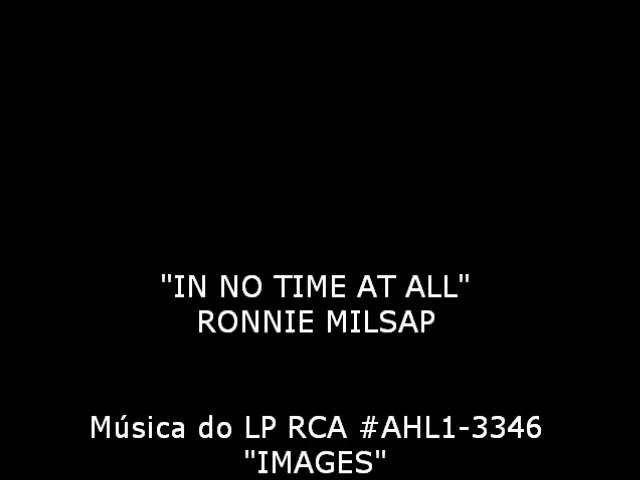 "IN NO TIME AT ALL"
RONNIE MILSAP
Música do LP RCA #AHL1-3346
"IMAGES"